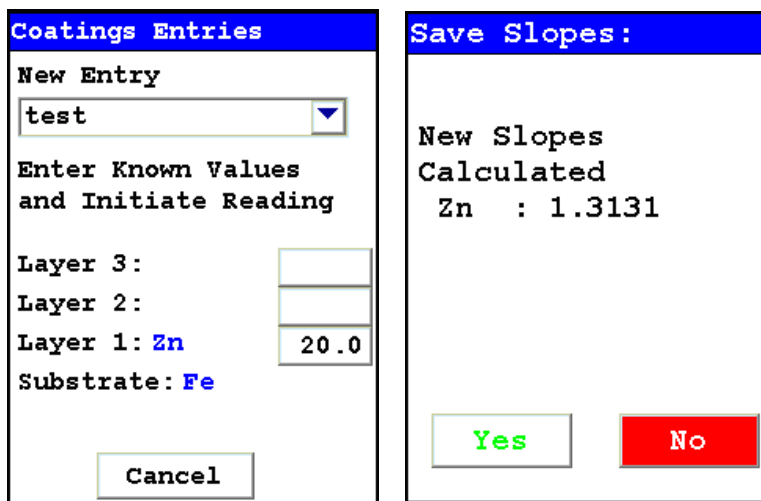 Coatings Entries
New Entry
test
Enter Known Values
and Initiate Reading
Layer 3:
Layer 2:
Layer 1: Zn 20.0
Substrate: Fe
Cancel
Save Slopes:
New Slopes
Calculated
Zn : 1.3131
Yes No